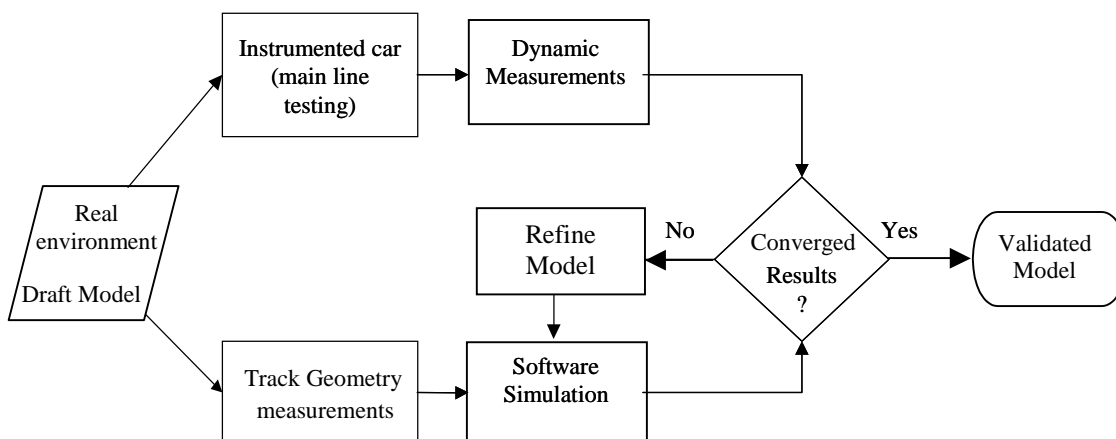 Instrumented car
(main line
testing)
Dynamic
Measurements
Real
environment
Draft Model
Refine
Model
No
Converged
Results
?
Yes
Validated
Model
Track Geometry
measurements
Software
Simulation